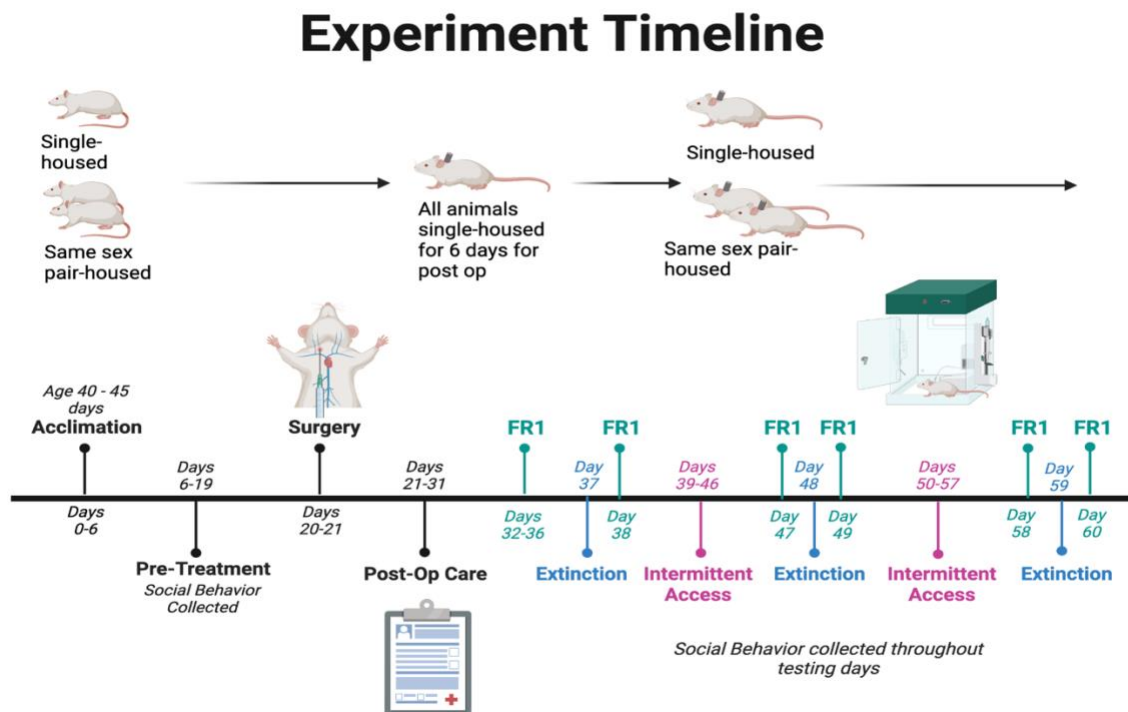 Experiment Timeline
Single-
housed
Same sex
pair-housed
All animals
single-housed
for 6 days for
post op
Single-housed
Same sex pair-
housed
Age 40 - 45
days
Acclimation
Days
0-6
Days
6-19
Pre-Treatment
Social Behavior
Collected
Surgery
Days
20-21
Days
21-31
Post-Op Care
FR1
Days
32-36
Day
37
Extinction
FR1
Day
38
Days
39-46
Intermittent
Access
FR1
Day
47
Day
48
Extinction
FR1
Day
49
Days
50-57
Intermittent
Access
FR1
Day
58
Day
59
Extinction
FR1
Day
60
Social Behavior collected throughout
testing days